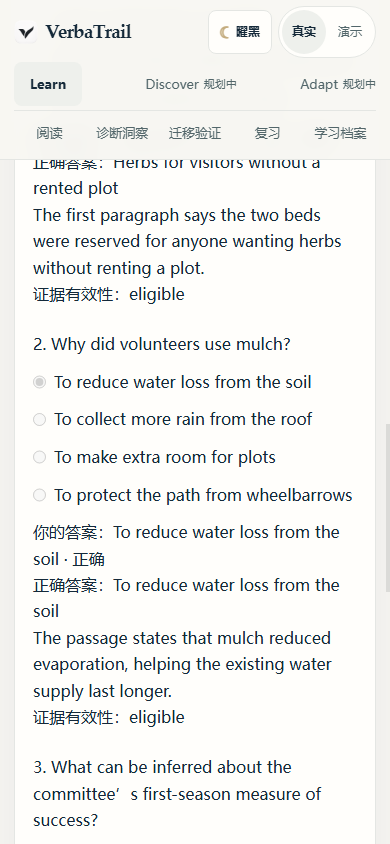 VerbaTrail
曜黑
真实
演示
Learn
Discover 规划中
Adapt 规划中
阅读
诊断洞察
迁移验证
复习
学习档案
正确答案：Herbs for visitors without a
rented plot
The first paragraph says the two beds
were reserved for anyone wanting herbs
without renting a plot.
证据有效性：eligible
2. Why did volunteers use mulch?
To reduce water loss from the soil
To collect more rain from the roof
To make extra room for plots
To protect the path from wheelbarrows
你的答案：To reduce water loss from the
soil · 正确
正确答案：To reduce water loss from the
soil
The passage states that mulch reduced
evaporation, helping the existing water
supply last longer.
证据有效性：eligible
3. What can be inferred about the
committee’s first-season measure of
success?